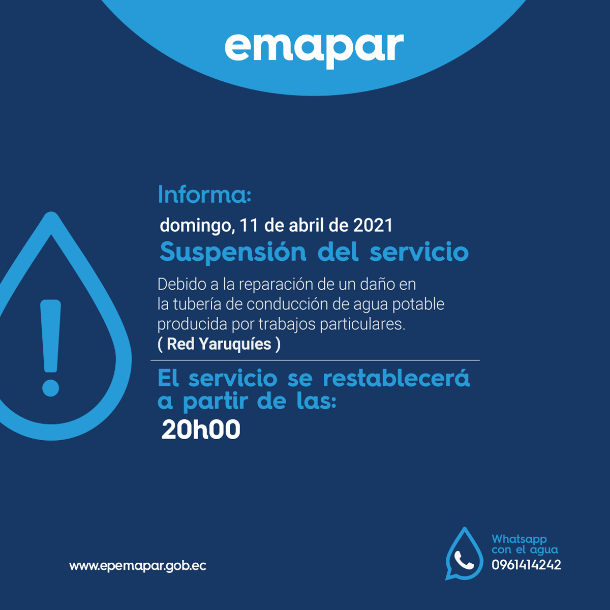 emapar
Informa:
domingo, 11 de abril de 2021
Suspensión del servicio
Debido a la reparación de un daño en
la tubería de conducción de agua potable
producida por trabajos particulares.
( Red Yaruquíes )
El servicio se restablecerá
a partir de las:
20h00
www.epemapar.gob.ec
Whatsapp
con el agua
0961414242